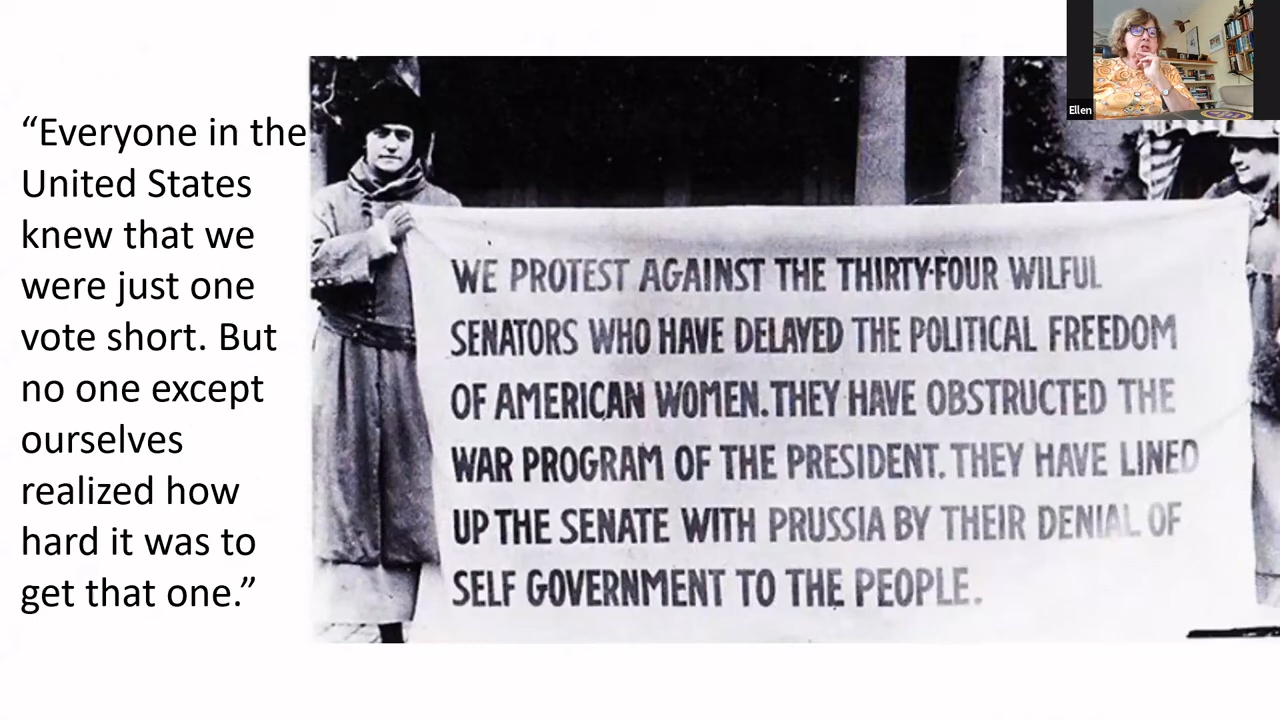 “Everyone in the
United States
knew that we
were just one
vote short. But
no one except
ourselves
realized how
hard it was to
get that one.”
WE PROTEST AGAINST THE THIRTY-FOUR WILFUL
SENATORS WHO HAVE DELAYED THE POLITICAL FREEDOM
OF AMERICAN WOMEN. THEY HAVE OBSTRUCTED THE
WAR PROGRAM OF THE PRESIDENT. THEY HAVE LINED
UP THE SENATE WITH PRUSSIA BY THEIR DENIAL OF
SELF GOVERNMENT TO THE PEOPLE.
Ellen